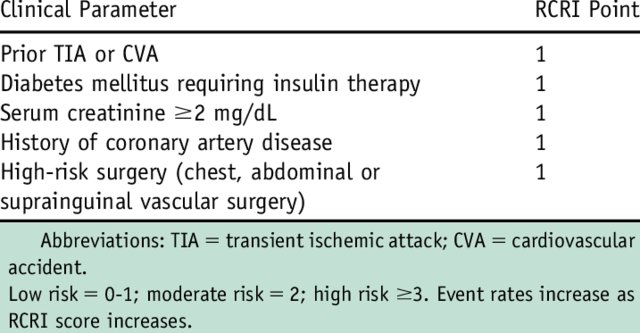 Clinical Parameter RCRI Point
Prior TIA or CVA 1
Diabetes mellitus requiring insulin therapy 1
Serum creatinine ≥2 mg/dL 1
History of coronary artery disease 1
High-risk surgery (chest, abdominal or 1
suprainguinal vascular surgery)
Abbreviations: TIA = transient ischemic attack; CVA = cardiovascular
accident.
Low risk = 0-1; moderate risk = 2; high risk ≥3. Event rates increase as
RCRI score increases.